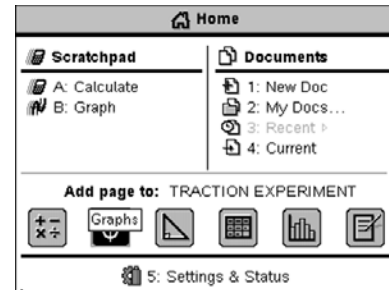 Home
Scratchpad
A: Calculate
B: Graph
Documents
1: New Doc
2: My Docs...
3: Recent ▹
4: Current
Add page to: TRACTION EXPERIMENT
Graphs
5: Settings & Status